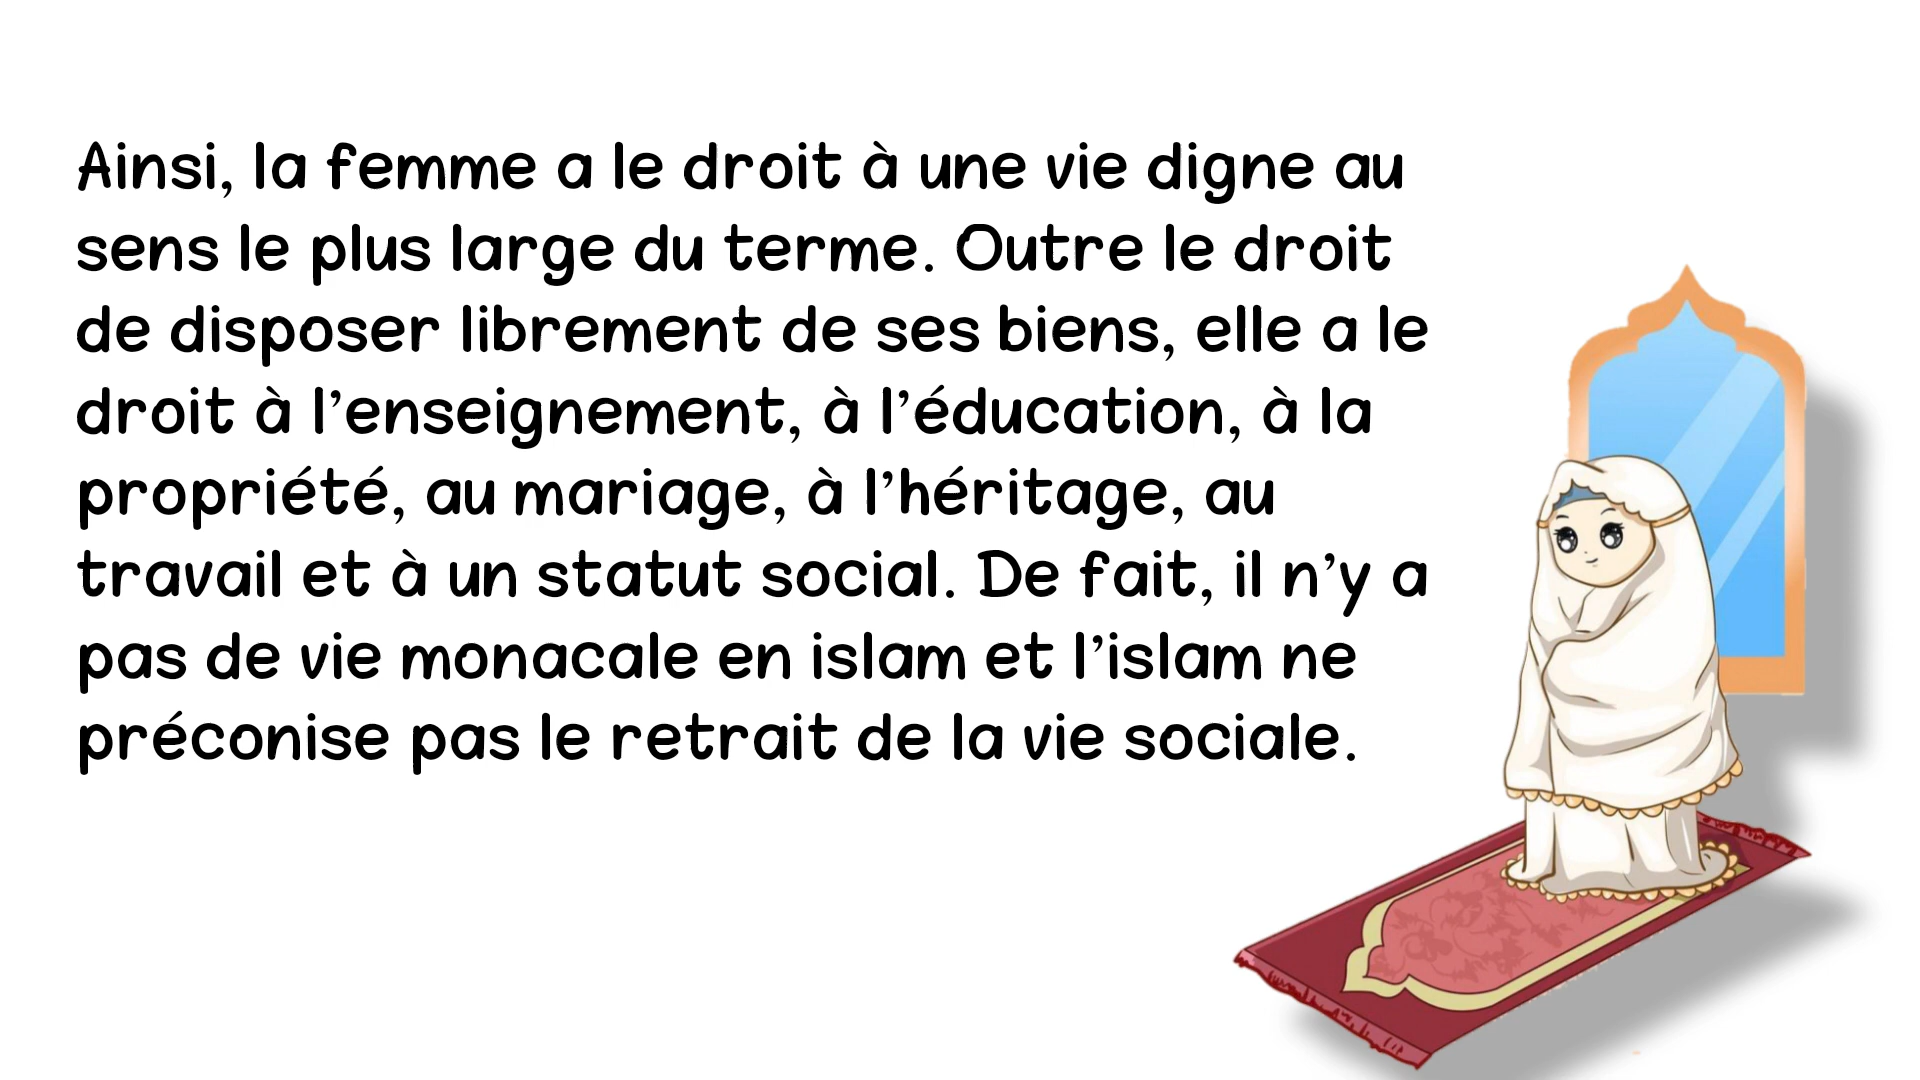 Ainsi, la femme a le droit à une vie digne au
sens le plus large du terme. Outre le droit
de disposer librement de ses biens, elle a le
droit à l’enseignement, à l’éducation, à la
propriété, au mariage, à l’héritage, au
travail et à un statut social. De fait, il n’y a
pas de vie monacale en islam et l’islam ne
préconise pas le retrait de la vie sociale.